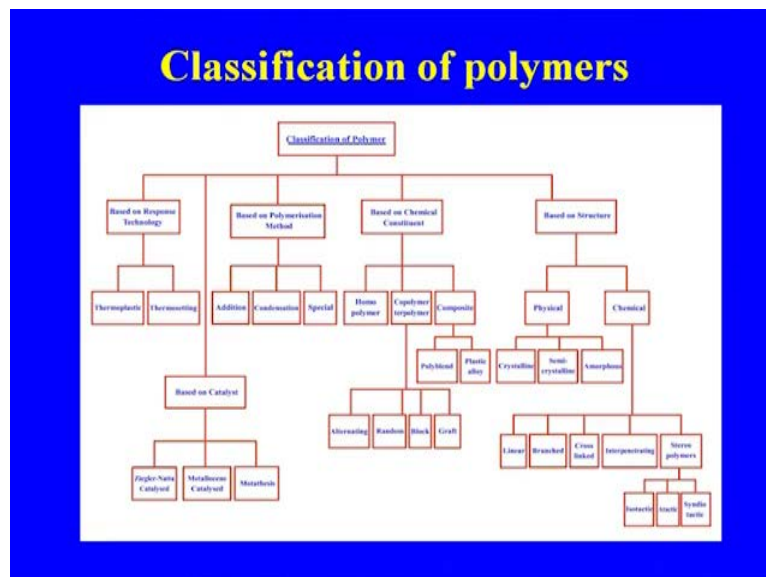 Classification of polymers
Classification of Polymer
Based on Response
Technology
Based on Polymerisation
Method
Based on Chemical
Constituent
Based on Structure
Thermoplastic
Thermosetting
Addition
Condensation
Special
Homo
polymer
Copolymer
terpolymer
Composite
Physical
Chemical
Polyblend
Plastic
alloy
Crystalline
Semi-
crystalline
Amorphous
Based on Catalyst
Alternating
Random
Block
Graft
Linear
Branched
Cross
linked
Interpenetrating
Stereo
polymers
Ziegler-Natta
Catalysed
Metallocene
Catalysed
Metathesis
Isotactic
Atactic
Syndio
tactic